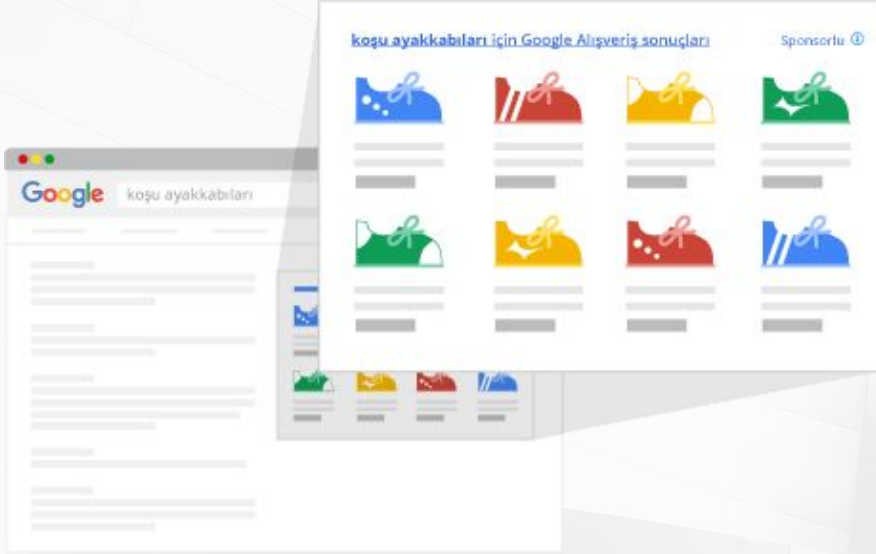 koşu ayakkabıları için Google Alışveriş sonuçları
Sponsorlu
Google
koşu ayakkabıları